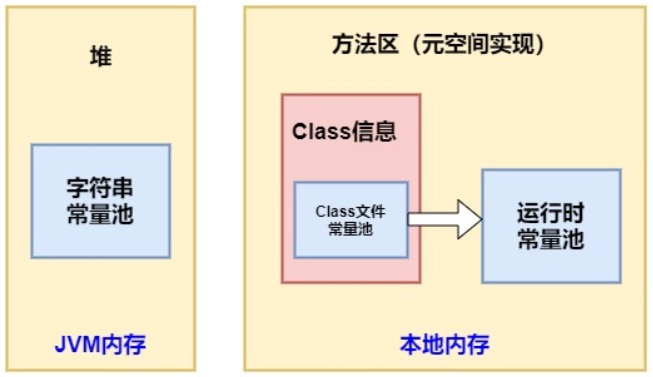 堆
字符串
常量池
JVM内存
方法区（元空间实现）
Class信息
Class文件
常量池
运行时
常量池
本地内存